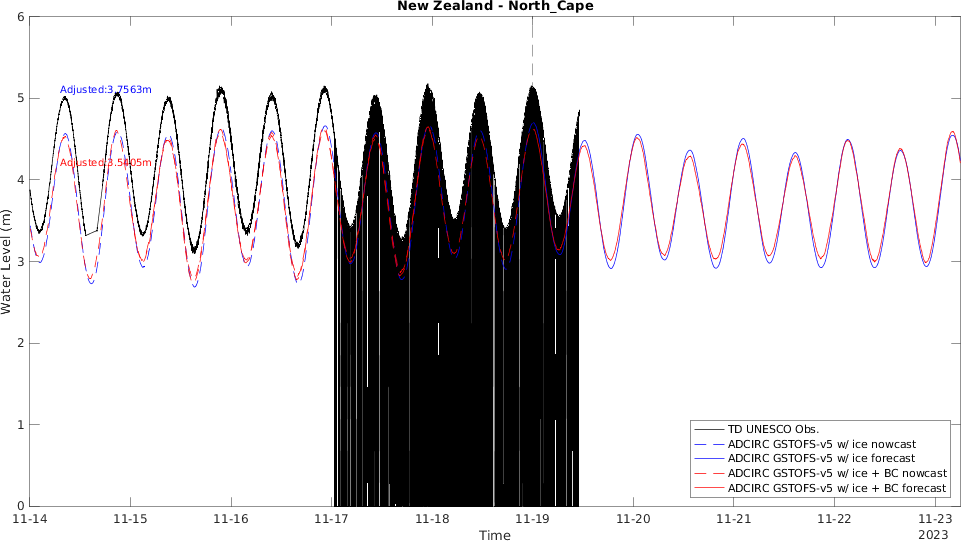 New Zealand - North_Cape
6
5
4
3
2
1
0
Water Level (m)
Adjusted:3.7563m
Adjusted:3.5405m
TD UNESCO Obs.
ADCIRC GSTOFS-v5 w/ ice nowcast
ADCIRC GSTOFS-v5 w/ ice forecast
ADCIRC GSTOFS-v5 w/ ice + BC nowcast
ADCIRC GSTOFS-v5 w/ ice + BC forecast
11-14 11-15 11-16 11-17 11-18 11-19 11-20 11-21 11-22 11-23
Time
2023